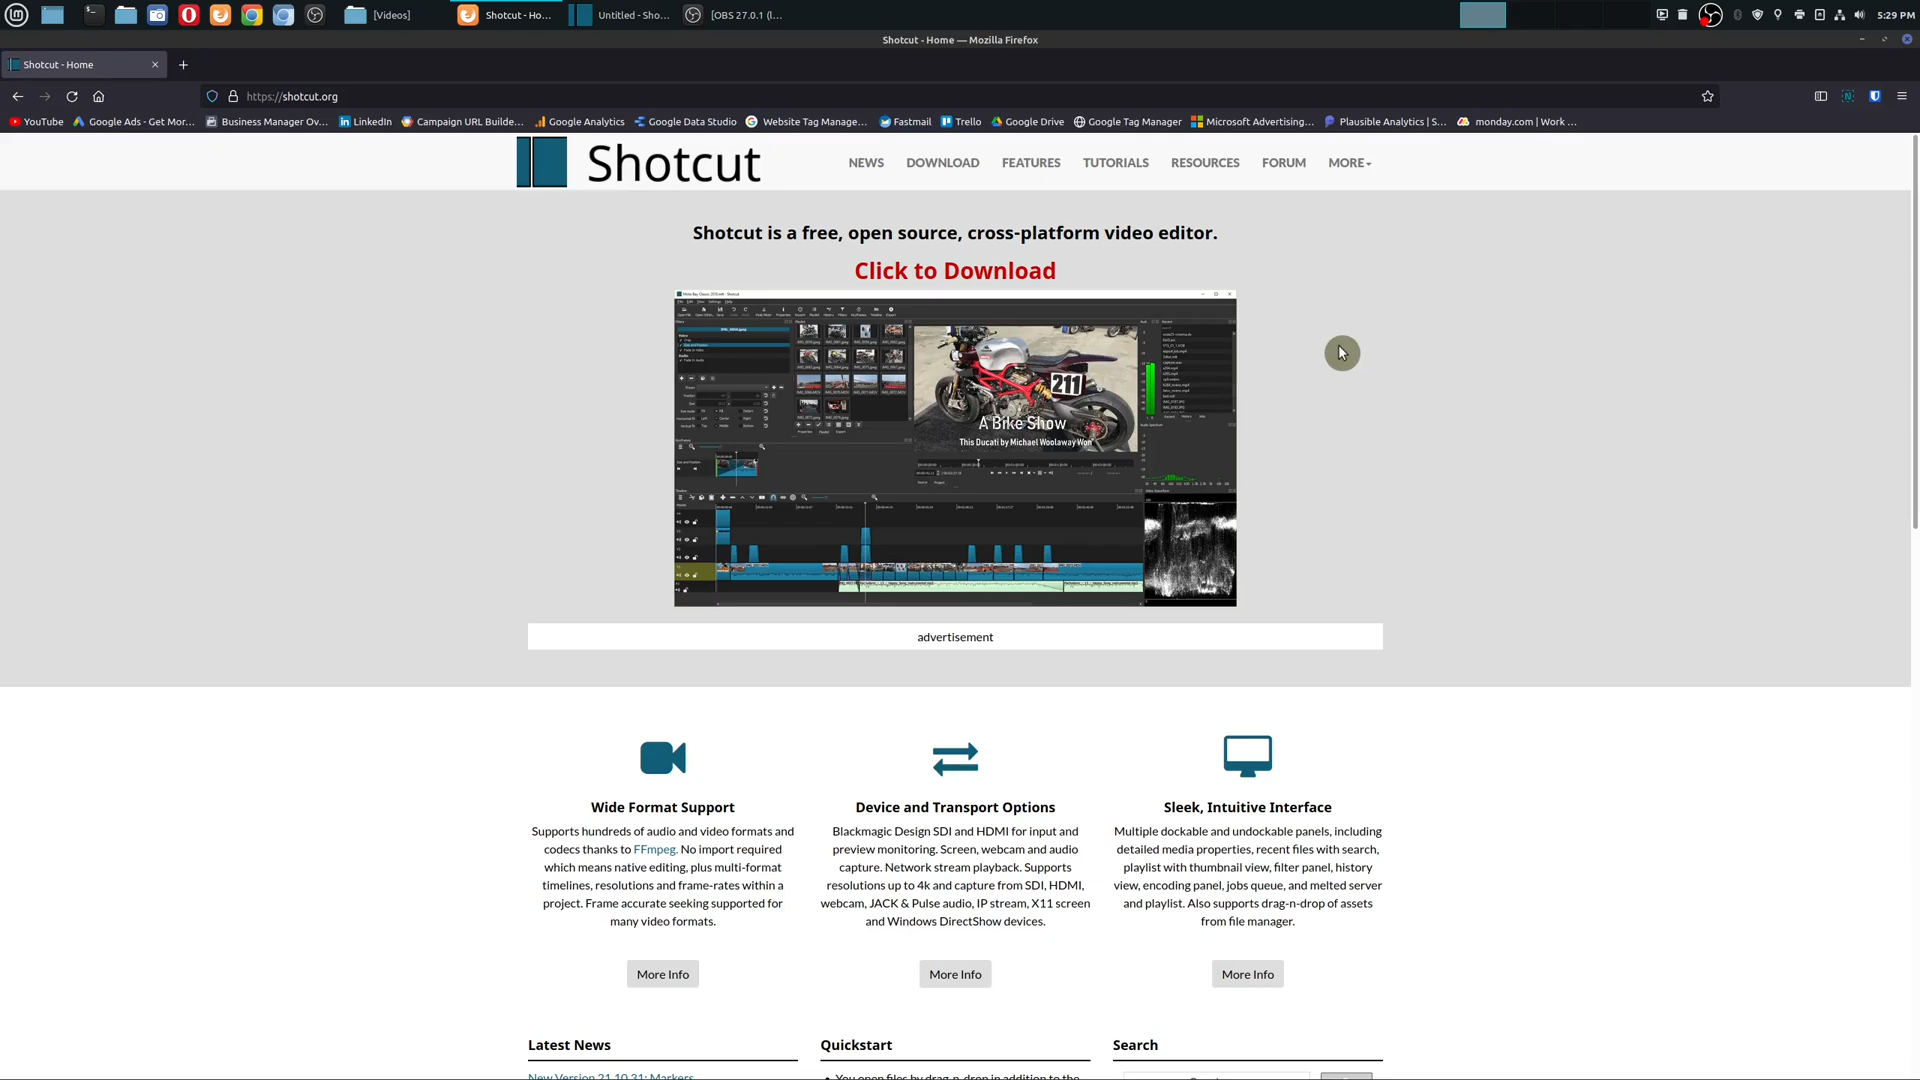 [Videos]
Shotcut - Ho...
Untitled - Sho...
[OBS 27.0.1 (l...
5:29 PM
Shotcut - Home — Mozilla Firefox
Shotcut - Home
https://shotcut.org
YouTube
Google Ads - Get Mor...
Business Manager Ov...
LinkedIn
Campaign URL Builde...
Google Analytics
Google Data Studio
Website Tag Manage...
Fastmail
Trello
Google Drive
Google Tag Manager
Microsoft Advertising...
Plausible Analytics | S...
monday.com | Work ...
Shotcut
NEWS
DOWNLOAD
FEATURES
TUTORIALS
RESOURCES
FORUM
MORE
Shotcut is a free, open source, cross-platform video editor.
Click to Download
211
A Bike Show
This Ducati by Michael Woolaway Won
advertisement
Wide Format Support
Supports hundreds of audio and video formats and
codecs thanks to FFmpeg. No import required
which means native editing, plus multi-format
timelines, resolutions and frame-rates within a
project. Frame accurate seeking supported for
many video formats.
More Info
Device and Transport Options
Blackmagic Design SDI and HDMI for input and
preview monitoring. Screen, webcam and audio
capture. Network stream playback. Supports
resolutions up to 4k and capture from SDI, HDMI,
webcam, JACK & Pulse audio, IP stream, X11 screen
and Windows DirectShow devices.
More Info
Sleek, Intuitive Interface
Multiple dockable and undockable panels, including
detailed media properties, recent files with search,
playlist with thumbnail view, filter panel, history
view, encoding panel, jobs queue, and melted server
and playlist. Also supports drag-n-drop of assets
from file manager.
More Info
Latest News
New Version 21.10.31: Markers
Quickstart
You open files by drag-n-drop in addition to the
Search